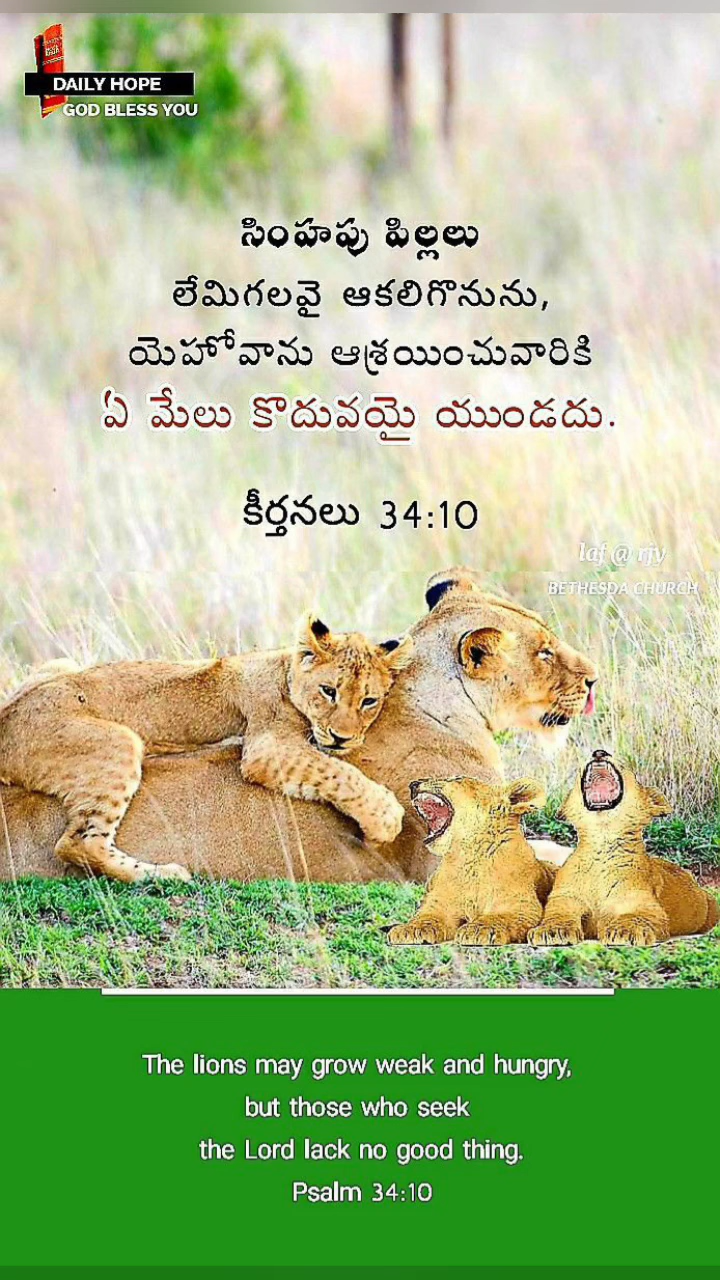 DAILY HOPE
GOD BLESS YOU
సింహపు పిల్లలు
లేమిగలవై ఆకలిగొనును,
యెహోవాను ఆశ్రయించువారికి
ఏ మేలు కొదువయై యుండదు.
కీర్తనలు 34:10
laf @ rjy
BETHESDA CHURCH
The lions may grow weak and hungry,
but those who seek
the Lord lack no good thing.
Psalm 34:10